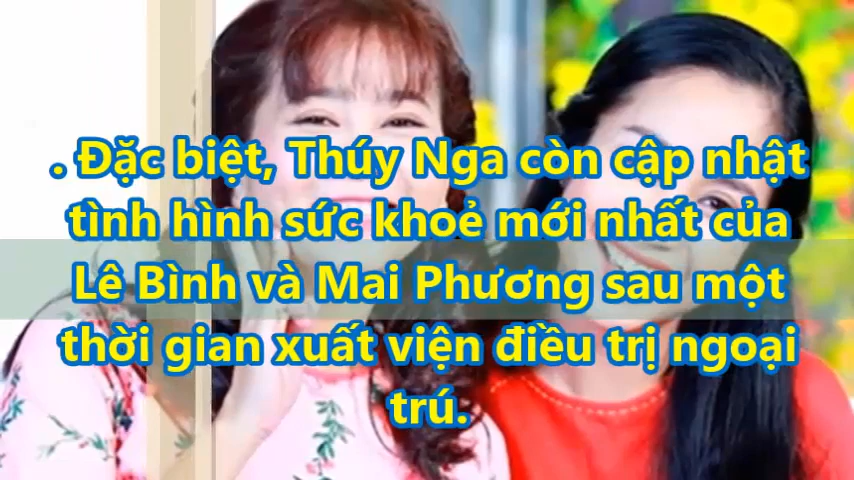 . Đặc biệt, Thúy Nga còn cập nhật
tình hình sức khoẻ mới nhất của
Lê Bình và Mai Phương sau một
thời gian xuất viện điều trị ngoại
trú.